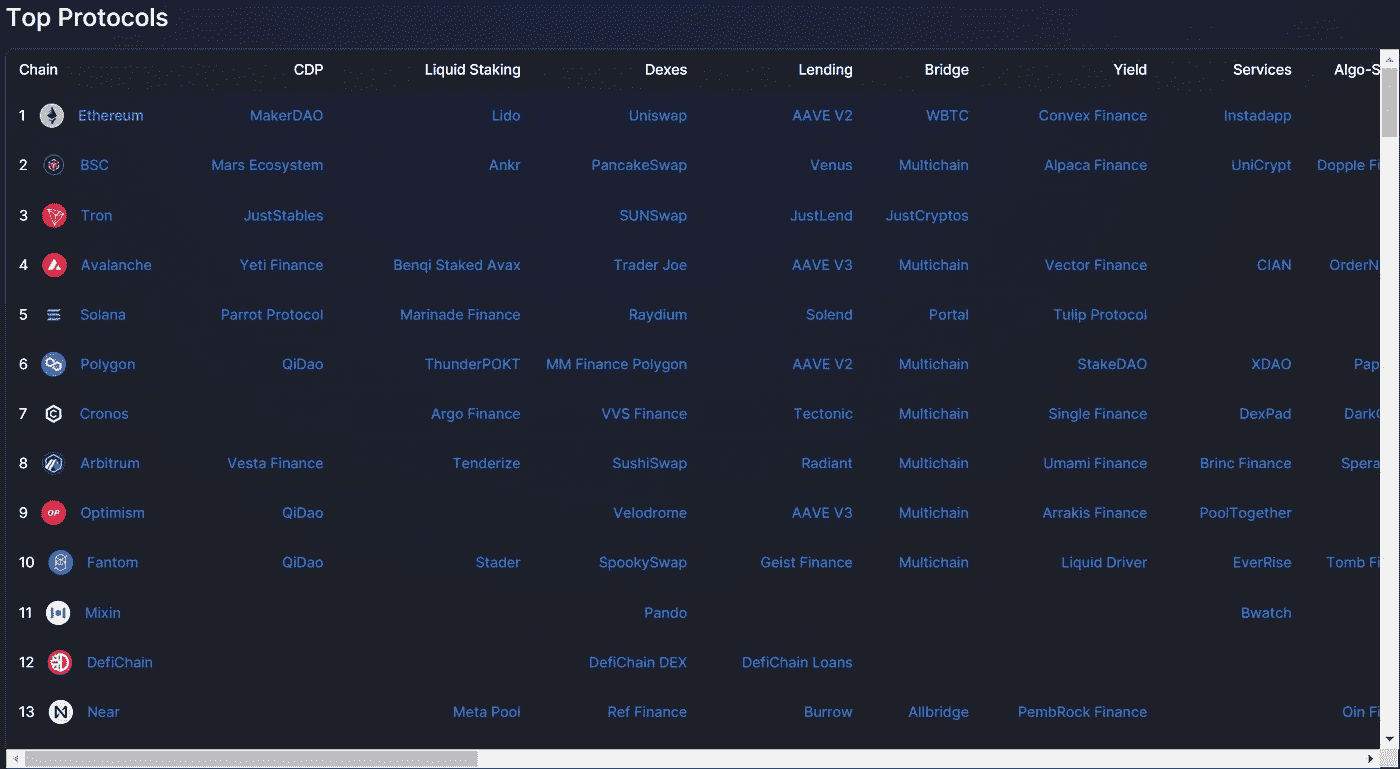 Top Protocols
Chain CDP Liquid Staking Dexes Lending Bridge Yield Services Algo-S
1 Ethereum MakerDAO Lido Uniswap AAVE V2 WBTC Convex Finance Instadapp
2 BSC Mars Ecosystem Ankr PancakeSwap Venus Multichain Alpaca Finance UniCrypt Dopple Fi
3 Tron JustStables SUNSwap JustLend JustCryptos
4 Avalanche Yeti Finance Benqi Staked Avax Trader Joe AAVE V3 Multichain Vector Finance CIAN OrderN
5 Solana Parrot Protocol Marinade Finance Raydium Solend Portal Tulip Protocol
6 Polygon QiDao ThunderPOKT MM Finance Polygon AAVE V2 Multichain StakeDAO XDAO Pap
7 Cronos Argo Finance VVS Finance Tectonic Multichain Single Finance DexPad Dark
8 Arbitrum Vesta Finance Tenderize SushiSwap Radiant Multichain Umami Finance Brinc Finance Spera
9 OP Optimism QiDao Velodrome AAVE V3 Multichain Arrakis Finance PoolTogether
10 Fantom QiDao Stader SpookySwap Geist Finance Multichain Liquid Driver EverRise Tomb Fi
11 Mixin Pando Bwatch
12 DefiChain DefiChain DEX DefiChain Loans
13 Near Meta Pool Ref Finance Burrow Allbridge PembRock Finance Oin Fi